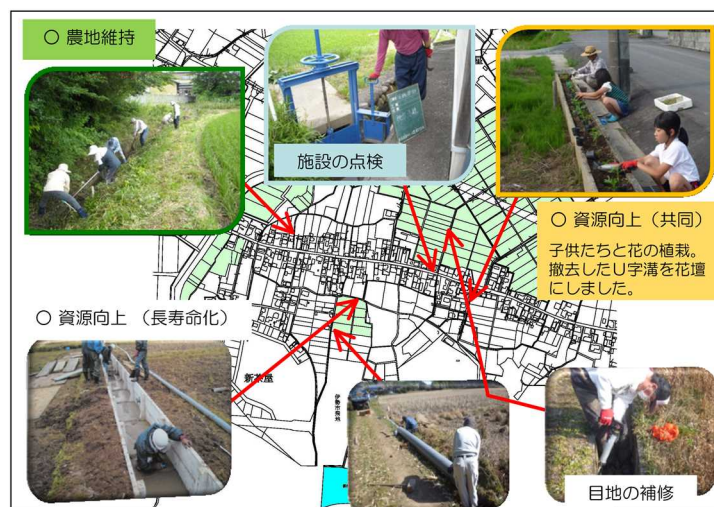 〇 農地維持
施設の点検
〇 資源向上（共同）
子供たちと花の植栽。
撤去したU字溝を花壇
にしました。
〇 資源向上 （長寿命化）
新茶屋
目地の補修